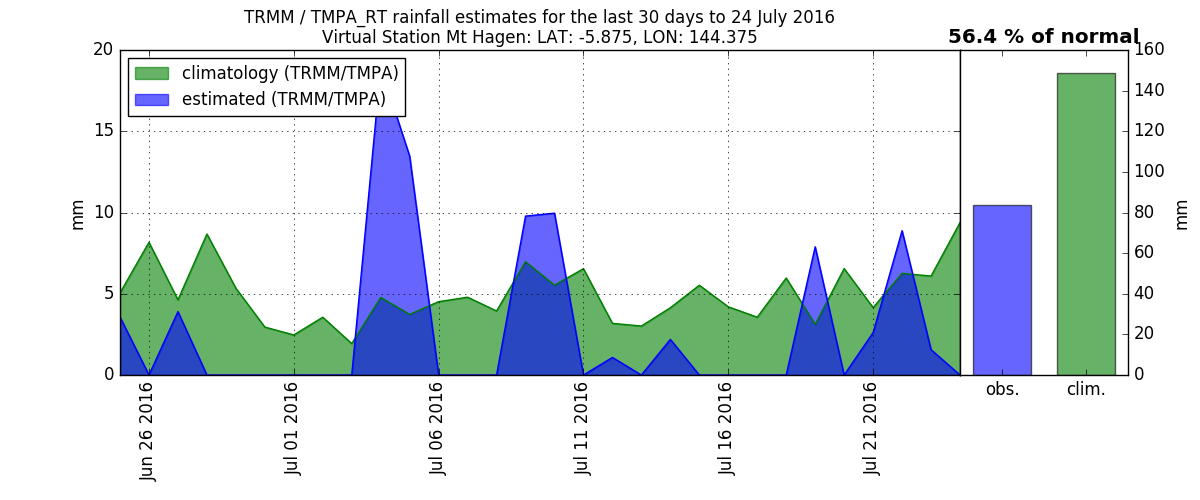 TRMM / TMPA_RT rainfall estimates for the last 30 days to 24 July 2016
Virtual Station Mt Hagen: LAT: -5.875, LON: 144.375
56.4 % of normal
climatology (TRMM/TMPA)
estimated (TRMM/TMPA)
20
15
10
5
0
mm
Jun 26 2016
Jul 01 2016
Jul 06 2016
Jul 11 2016
Jul 16 2016
Jul 21 2016
obs.
clim.
160
140
120
100
80
60
40
20
0
mm